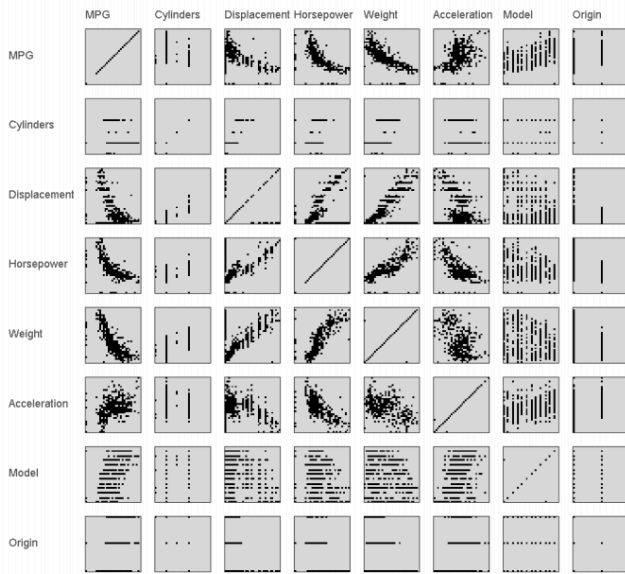 MPG Cylinders Displacement Horsepower Weight Acceleration Model Origin
MPG
Cylinders
Displacement
Horsepower
Weight
Acceleration
Model
Origin